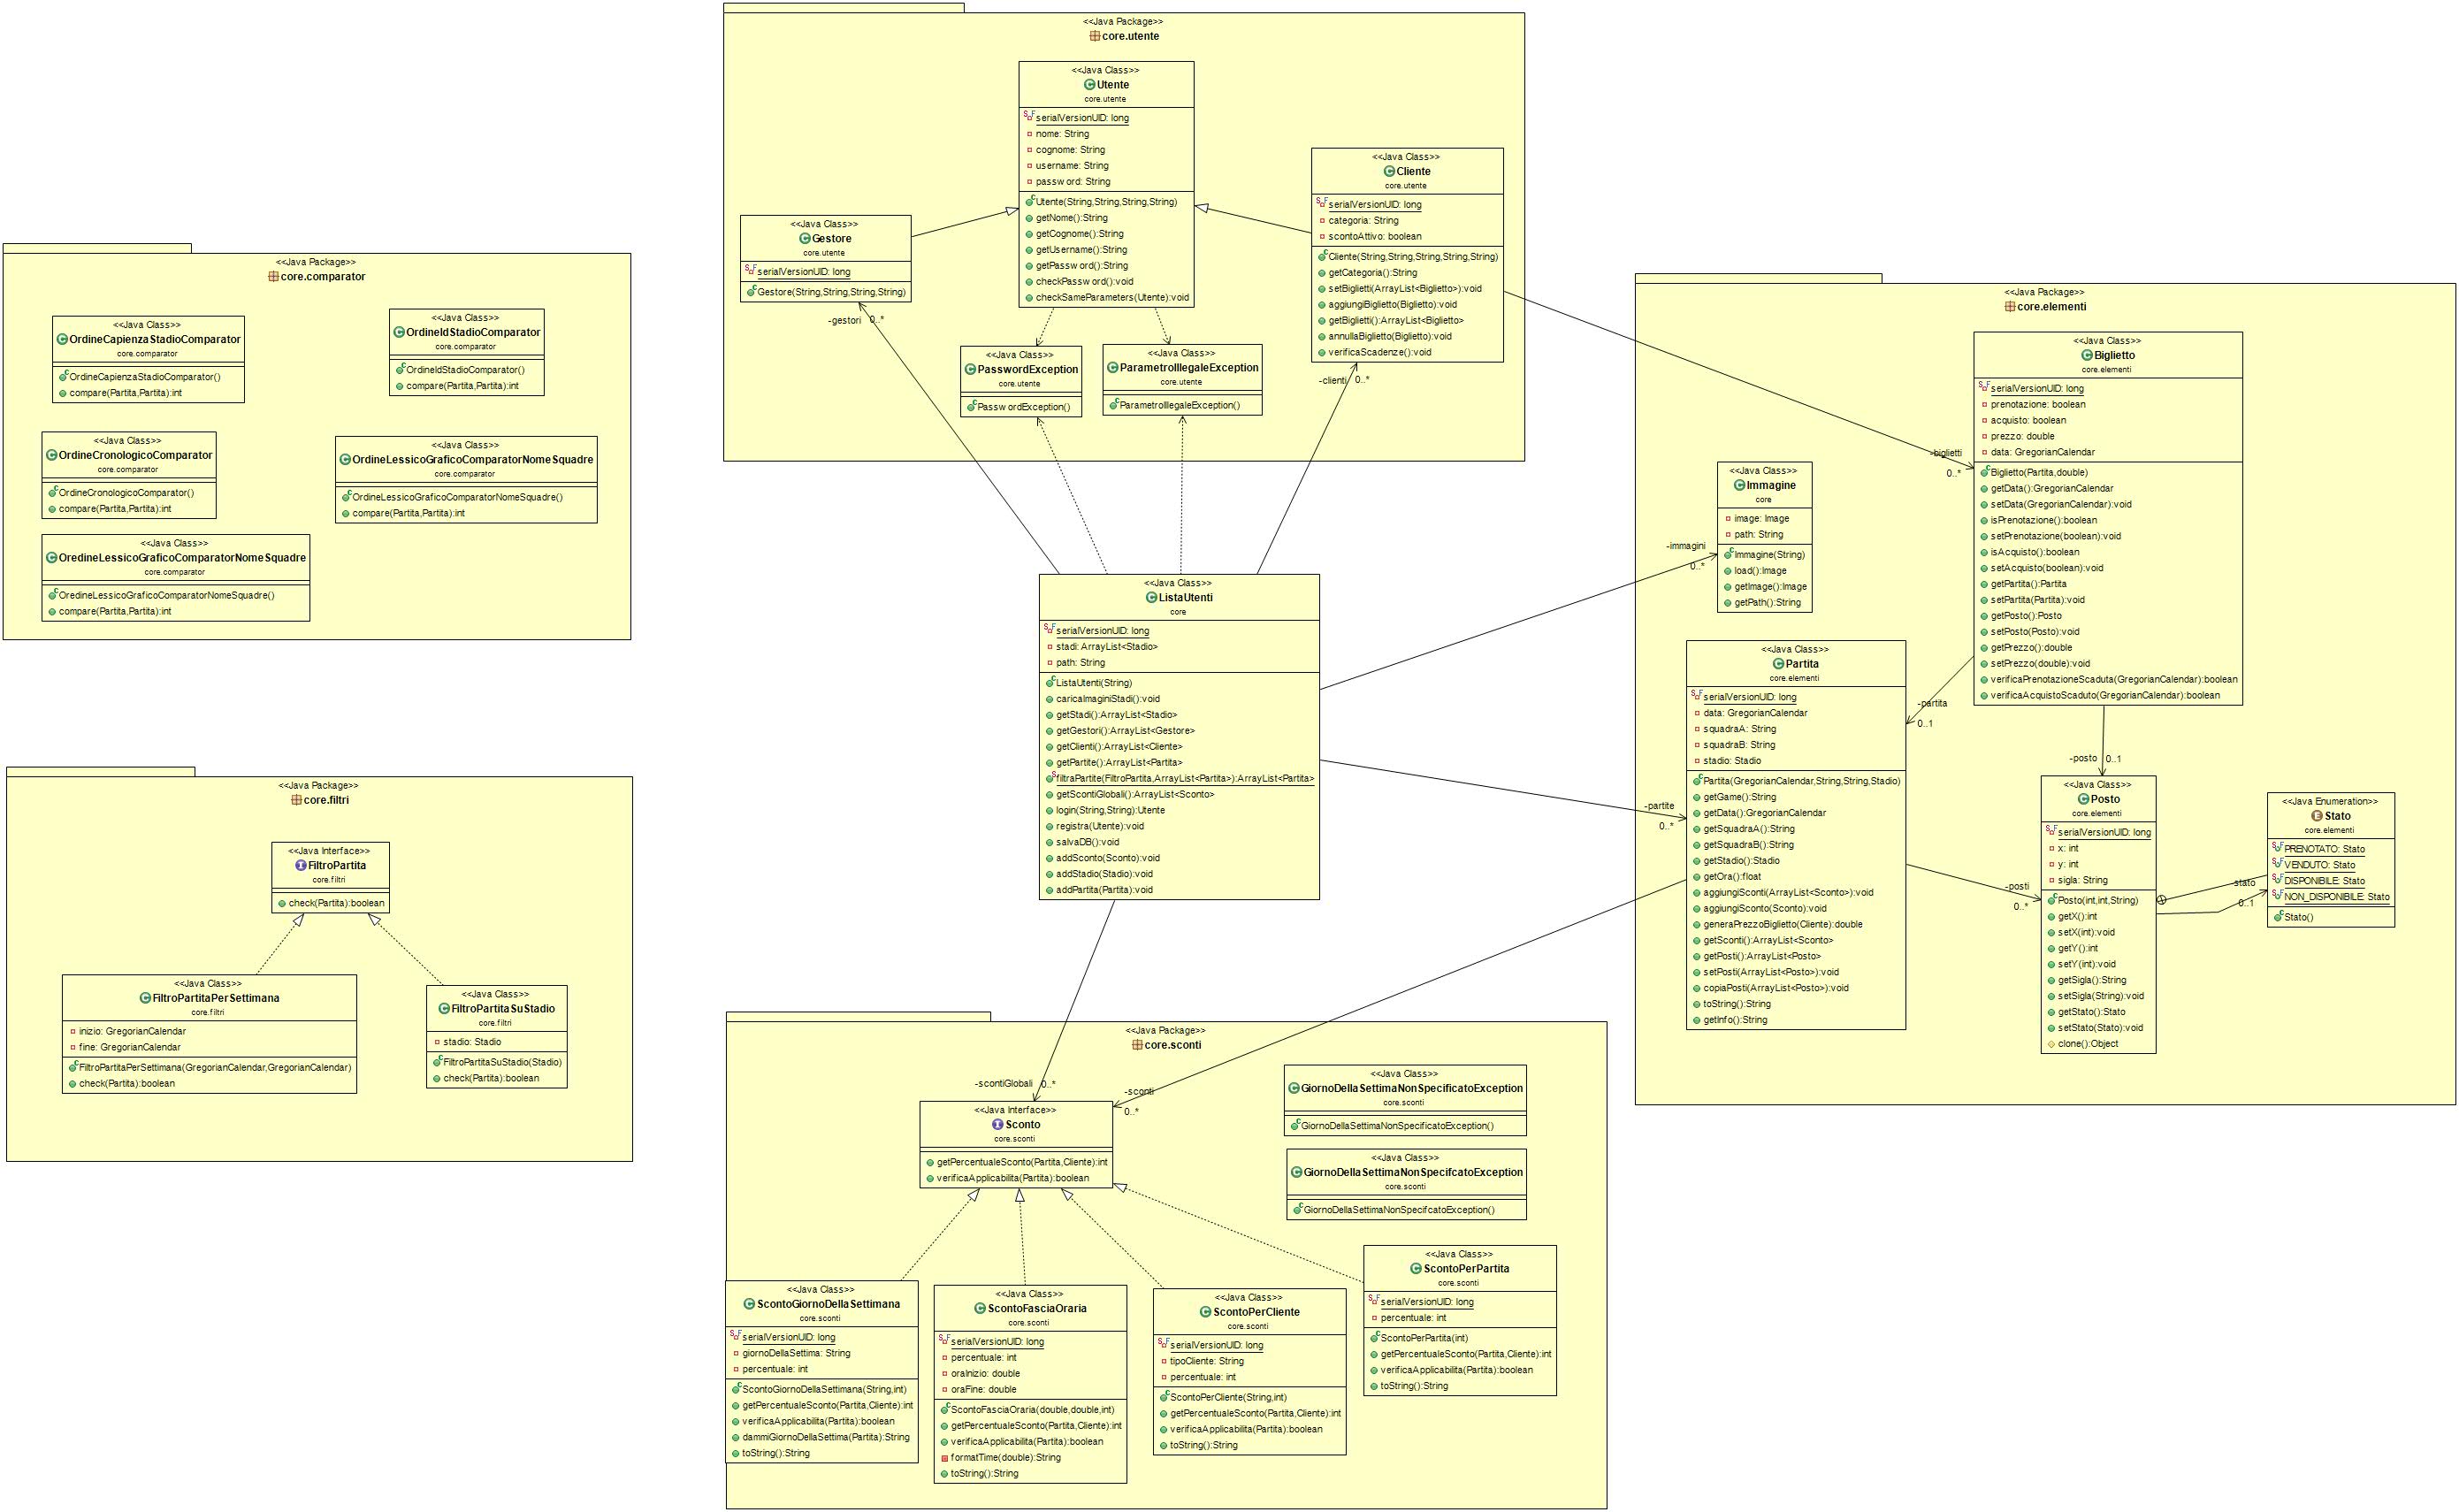 <<Java Package>>
core.utente
<<Java Class>>
Utente
core.utente
serialVersionUID: long
nome: String
cognome: String
username: String
password: String
Utente(String,String,String,String)
getNome():String
getCognome():String
getUsername():String
getPassword():String
checkPassword():void
checkSameParameters(Utente):void
<<Java Class>>
Cliente
core.utente
serialVersionUID: long
categoria: String
scontoAttivo: boolean
Cliente(String,String,String,String,String)
getCategoria():String
setBiglietti(ArrayList<Biglietto>):void
aggiungiBiglietto(Biglietto):void
getBiglietti():ArrayList<Biglietto>
annullaBiglietto(Biglietto):void
verificaScadenze():void
<<Java Class>>
Gestore
core.utente
serialVersionUID: long
Gestore(String,String,String,String)
-gestori 0..*
<<Java Class>>
PasswordException
core.utente
PasswordException()
<<Java Class>>
ParametroIllegaleException
core.utente
ParametroIllegaleException()
-clienti 0..*
<<Java Package>>
core.comparator
<<Java Class>>
OrdineCapienzaStadioComparator
core.comparator
OrdineCapienzaStadioComparator()
compare(Partita,Partita):int
<<Java Class>>
OrdineIdStadioComparator
core.comparator
OrdineIdStadioComparator()
compare(Partita,Partita):int
<<Java Class>>
OrdineCronologicoComparator
core.comparator
OrdineCronologicoComparator()
compare(Partita,Partita):int
<<Java Class>>
OrdineLessicoGraficoComparatorNomeSquadre
core.comparator
OrdineLessicoGraficoComparatorNomeSquadre()
compare(Partita,Partita):int
<<Java Class>>
OredineLessicoGraficoComparatorNomeSquadre
core.comparator
OredineLessicoGraficoComparatorNomeSquadre()
compare(Partita,Partita):int
<<Java Class>>
ListaUtenti
core
serialVersionUID: long
stadi: ArrayList<Stadio>
path: String
ListaUtenti(String)
caricaImaginiStadi():void
getStadi():ArrayList<Stadio>
getGestori():ArrayList<Gestore>
getClienti():ArrayList<Cliente>
getPartite():ArrayList<Partita>
filtraPartite(FiltroPartita,ArrayList<Partita>):ArrayList<Partita>
getScontiGlobali():ArrayList<Sconto>
login(String,String):Utente
registra(Utente):void
salvaDB():void
addSconto(Sconto):void
addStadio(Stadio):void
addPartita(Partita):void
<<Java Package>>
core.elementi
<<Java Class>>
Biglietto
core.elementi
serialVersionUID: long
prenotazione: boolean
acquisto: boolean
prezzo: double
data: GregorianCalendar
Biglietto(Partita,double)
getData():GregorianCalendar
setData(GregorianCalendar):void
isPrenotazione():boolean
setPrenotazione(boolean):void
isAcquisto():boolean
setAcquisto(boolean):void
getPartita():Partita
setPartita(Partita):void
getPosto():Posto
setPosto(Posto):void
getPrezzo():double
setPrezzo(double):void
verificaPrenotazioneScaduta(GregorianCalendar):boolean
verificaAcquistoScaduto(GregorianCalendar):boolean
-biglietti
0..*
<<Java Class>>
Immagine
core
image: Image
path: String
Immagine(String)
load():Image
getImage():Image
getPath():String
-immagini
0..*
<<Java Class>>
Partita
core.elementi
serialVersionUID: long
data: GregorianCalendar
squadraA: String
squadraB: String
stadio: Stadio
Partita(GregorianCalendar,String,String,Stadio)
getGame():String
getData():GregorianCalendar
getSquadraA():String
getSquadraB():String
getStadio():Stadio
getOra():float
aggiungiSconti(ArrayList<Sconto>):void
aggiungiSconto(Sconto):void
generaPrezzoBiglietto(Cliente):double
getSconti():ArrayList<Sconto>
getPosti():ArrayList<Posto>
setPosti(ArrayList<Posto>):void
copiaPosti(ArrayList<Posto>):void
toString():String
getInfo():String
-partita
0..1
-partite
0..*
-posto 0..1
-posti
0..*
<<Java Class>>
Posto
core.elementi
serialVersionUID: long
x: int
y: int
sigla: String
Posto(int,int,String)
getX():int
setX(int):void
getY():int
setY(int):void
getSigla():String
setSigla(String):void
getStato():Stato
setStato(Stato):void
clone():Object
-stato
0..1
<<Java Enumeration>>
Stato
core.elementi
PRENOTATO: Stato
VENDUTO: Stato
DISPONIBILE: Stato
NON_DISPONIBILE: Stato
Stato()
<<Java Package>>
core.filtri
<<Java Interface>>
FiltroPartita
core.filtri
check(Partita):boolean
<<Java Class>>
FiltroPartitaPerSettimana
core.filtri
inizio: GregorianCalendar
fine: GregorianCalendar
FiltroPartitaPerSettimana(GregorianCalendar,GregorianCalendar)
check(Partita):boolean
<<Java Class>>
FiltroPartitaSuStadio
core.filtri
stadio: Stadio
FiltroPartitaSuStadio(Stadio)
check(Partita):boolean
<<Java Package>>
core.sconti
-scontiGlobali 0..*
-sconti
0..*
<<Java Interface>>
Sconto
core.sconti
getPercentualeSconto(Partita,Cliente):int
verificaApplicabilita(Partita):boolean
<<Java Class>>
GiornoDellaSettimaNonSpecificatoException
core.sconti
GiornoDellaSettimaNonSpecificatoException()
<<Java Class>>
GiornoDellaSettimaNonSpecifcatoException
core.sconti
GiornoDellaSettimaNonSpecifcatoException()
<<Java Class>>
ScontoGiornoDellaSettimana
core.sconti
serialVersionUID: long
giornoDellaSettima: String
percentuale: int
ScontoGiornoDellaSettimana(String,int)
getPercentualeSconto(Partita,Cliente):int
verificaApplicabilita(Partita):boolean
dammiGiornoDellaSettima(Partita):String
toString():String
<<Java Class>>
ScontoFasciaOraria
core.sconti
serialVersionUID: long
percentuale: int
oraInizio: double
oraFine: double
ScontoFasciaOraria(double,double,int)
getPercentualeSconto(Partita,Cliente):int
verificaApplicabilita(Partita):boolean
formatTime(double):String
toString():String
<<Java Class>>
ScontoPerCliente
core.sconti
serialVersionUID: long
tipoCliente: String
percentuale: int
ScontoPerCliente(String,int)
getPercentualeSconto(Partita,Cliente):int
verificaApplicabilita(Partita):boolean
toString():String
<<Java Class>>
ScontoPerPartita
core.sconti
serialVersionUID: long
percentuale: int
ScontoPerPartita(int)
getPercentualeSconto(Partita,Cliente):int
verificaApplicabilita(Partita):boolean
toString():String